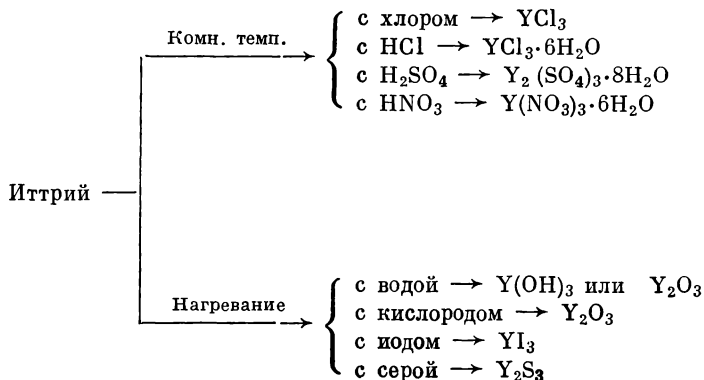 Комн. темп.
с хлором → YCl₃
с HCl → YCl₃·6H₂O
с H₂SO₄ → Y₂ (SO₄)₃·8H₂O
с HNO₃ → Y(NO₃)₃·6H₂O
Иттрий
Нагревание
с водой → Y(OH)₃ или Y₂O₃
с кислородом → Y₂O₃
с иодом → YI₃
с серой → Y₂S₃